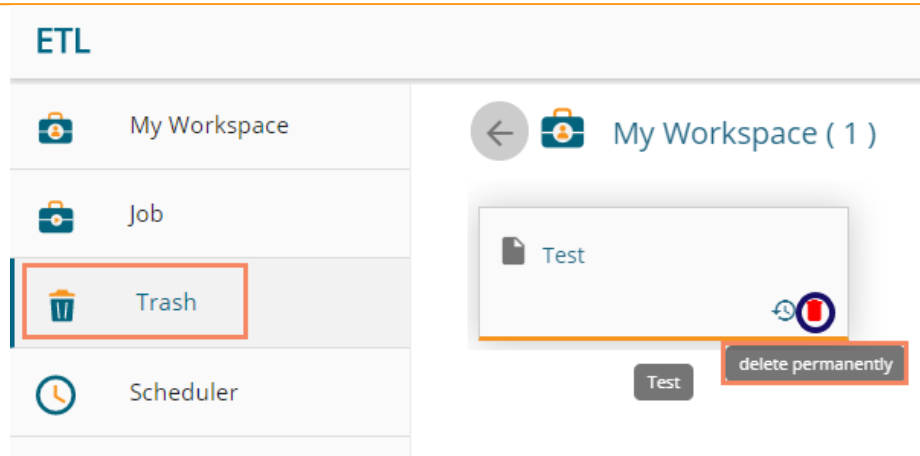 ETL
My Workspace
Job
Trash
Scheduler
My Workspace ( 1 )
Test
delete permanently
Test